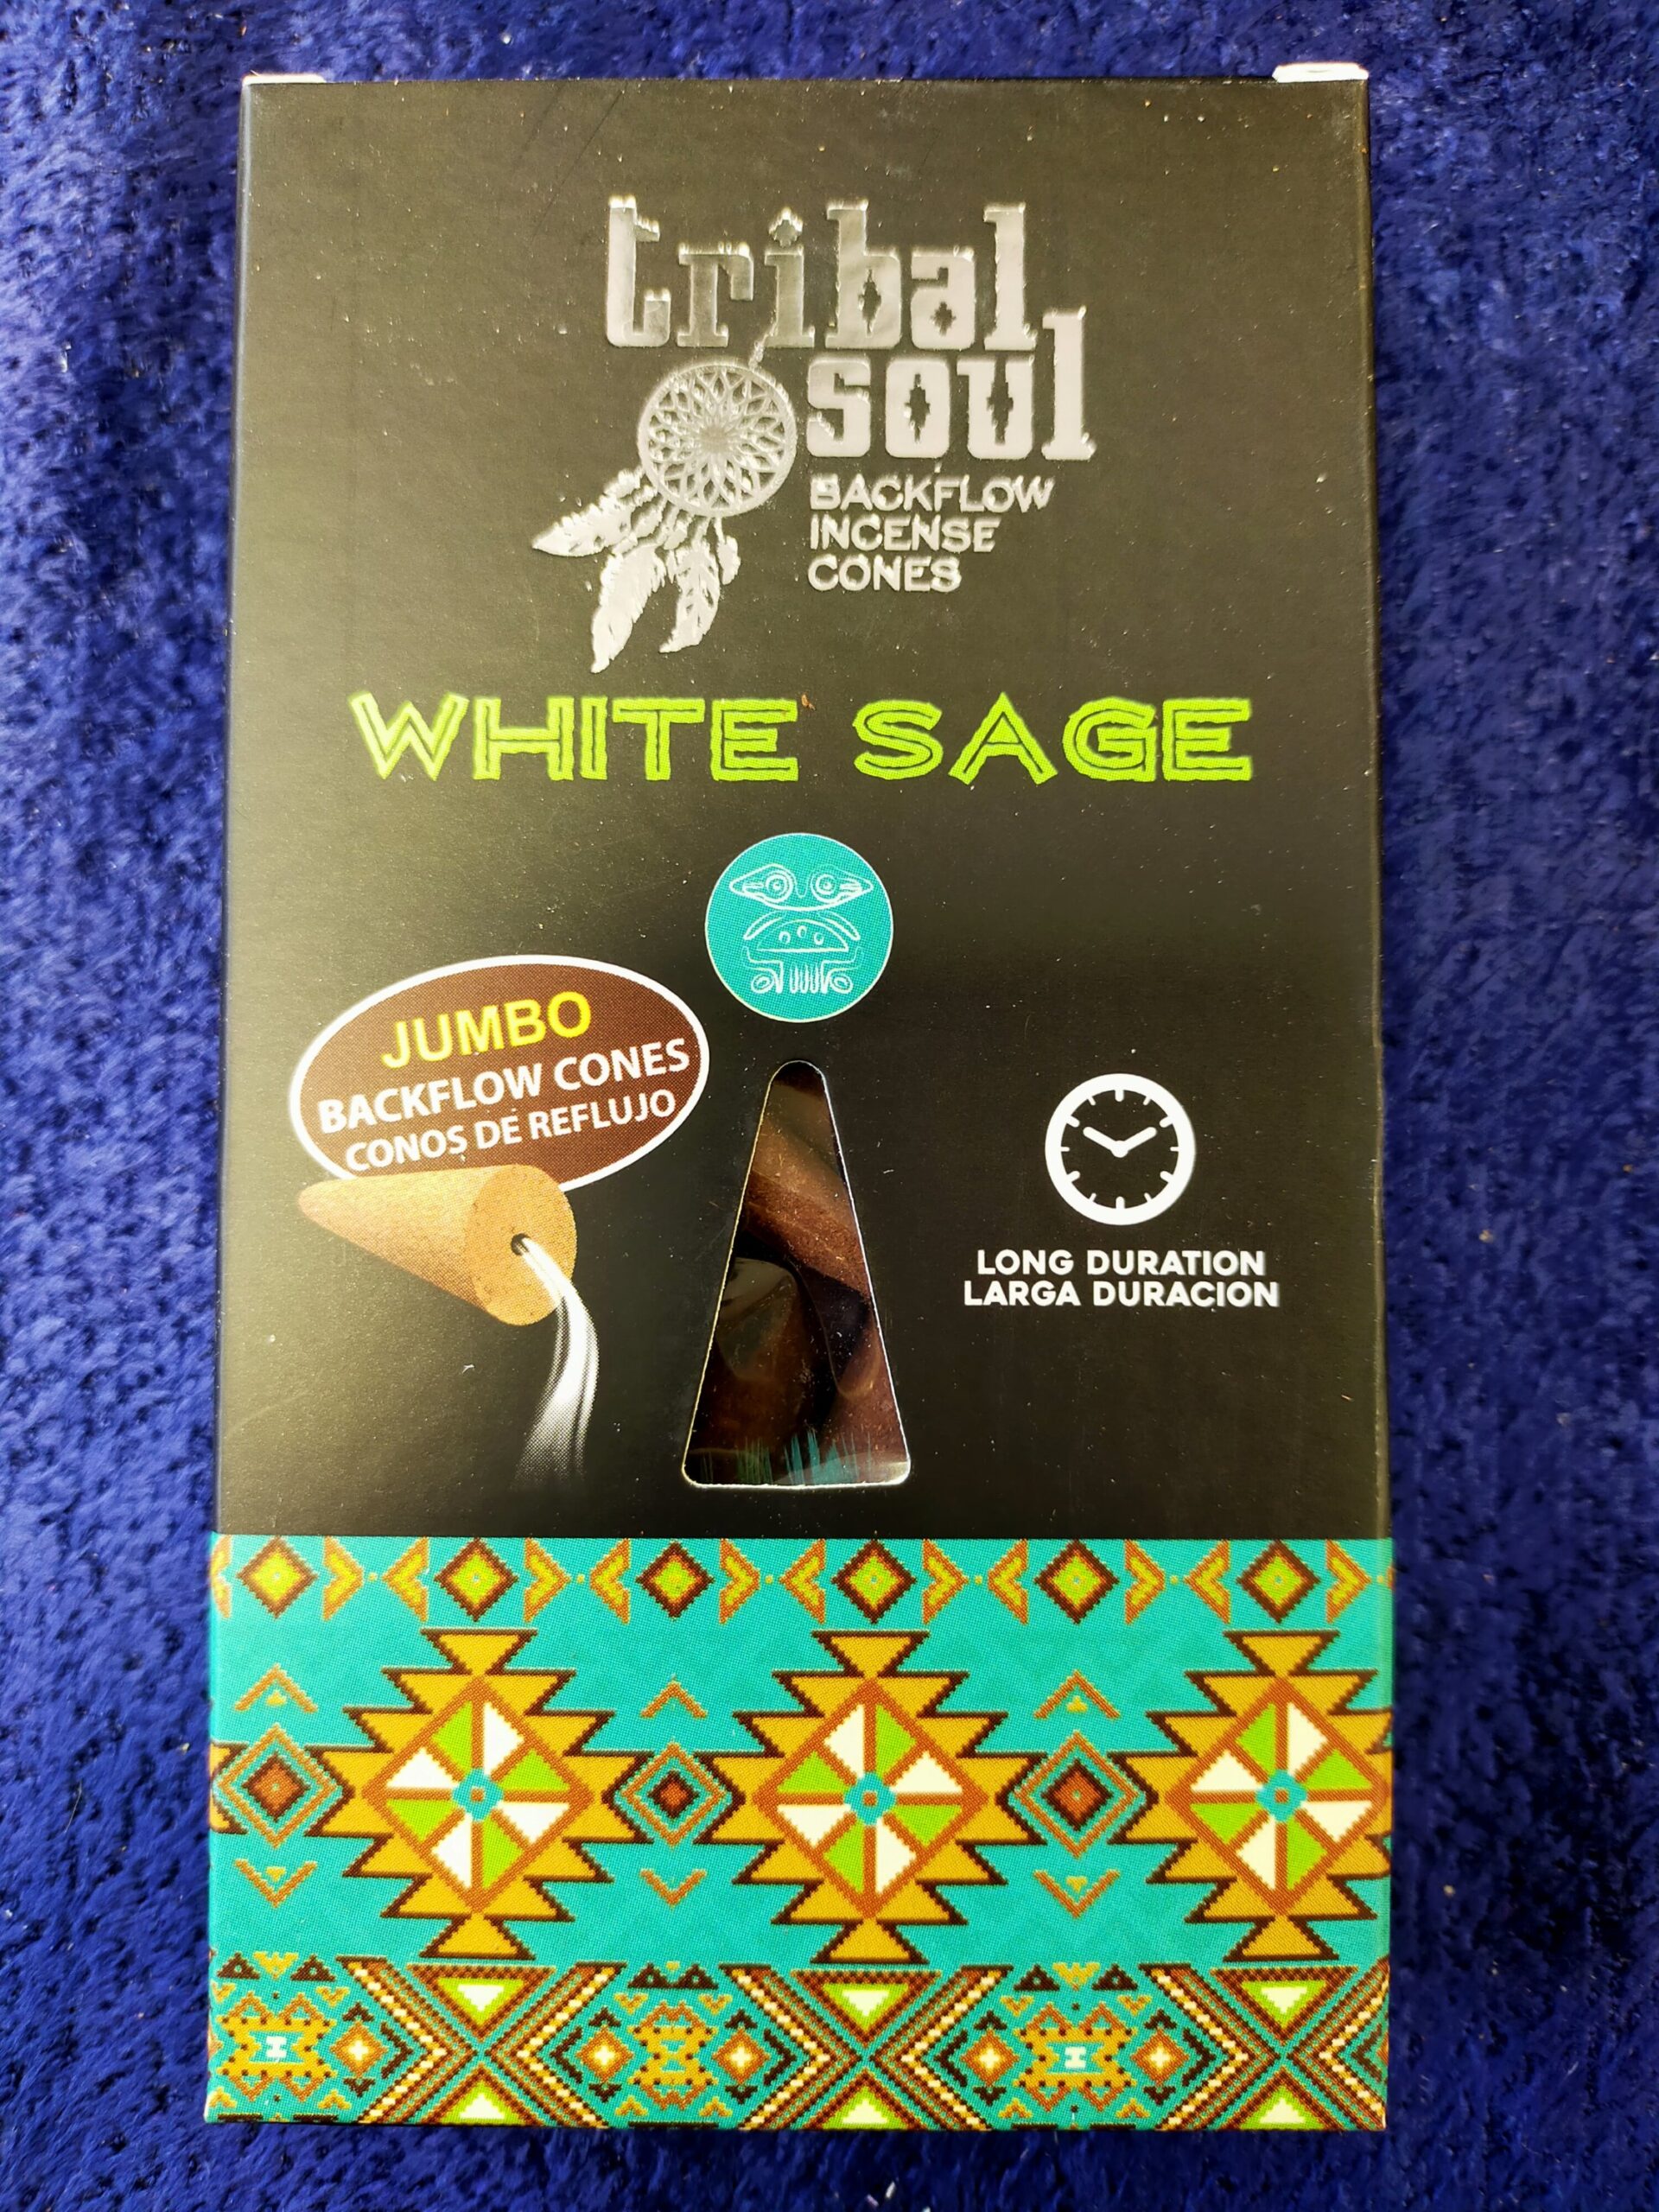 tribal
soul
BACKFLOW
INCENSE
CONES
WHITE SAGE
JUMBO
BACKFLOW CONES
CONOS DE REFLUJO
LONG DURATION
LARGA DURACION